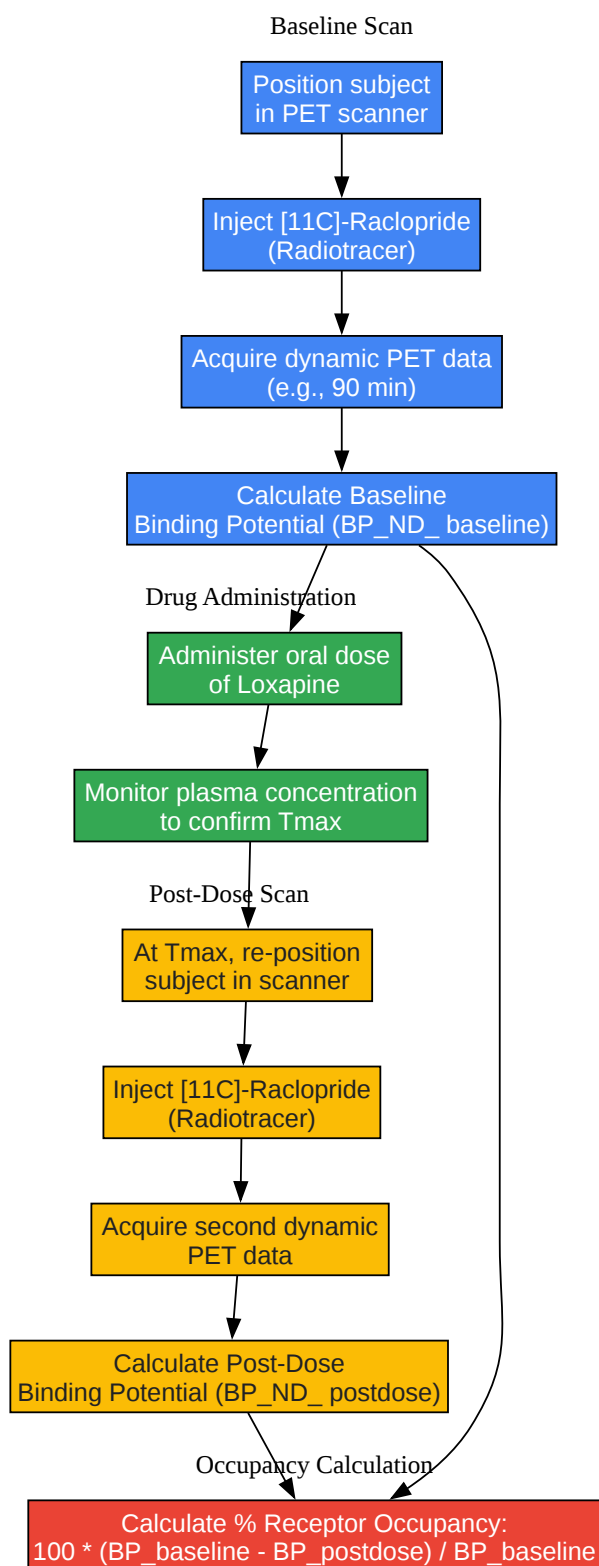 Baseline Scan
Position subject
in PET scanner
Inject [11C]-Raclopride
(Radiotracer)
Acquire dynamic PET data
(e.g., 90 min)
Calculate Baseline
Binding Potential (BP_ND_ baseline)
Drug Administration
Administer oral dose
of Loxapine
Monitor plasma concentration
to confirm Tmax
Post-Dose Scan
At Tmax, re-position
subject in scanner
Inject [11C]-Raclopride
(Radiotracer)
Acquire second dynamic
PET data
Calculate Post-Dose
Binding Potential (BP_ND_ postdose)
Occupancy Calculation
Calculate % Receptor Occupancy:
100 * (BP_baseline - BP_postdose) / BP_baseline